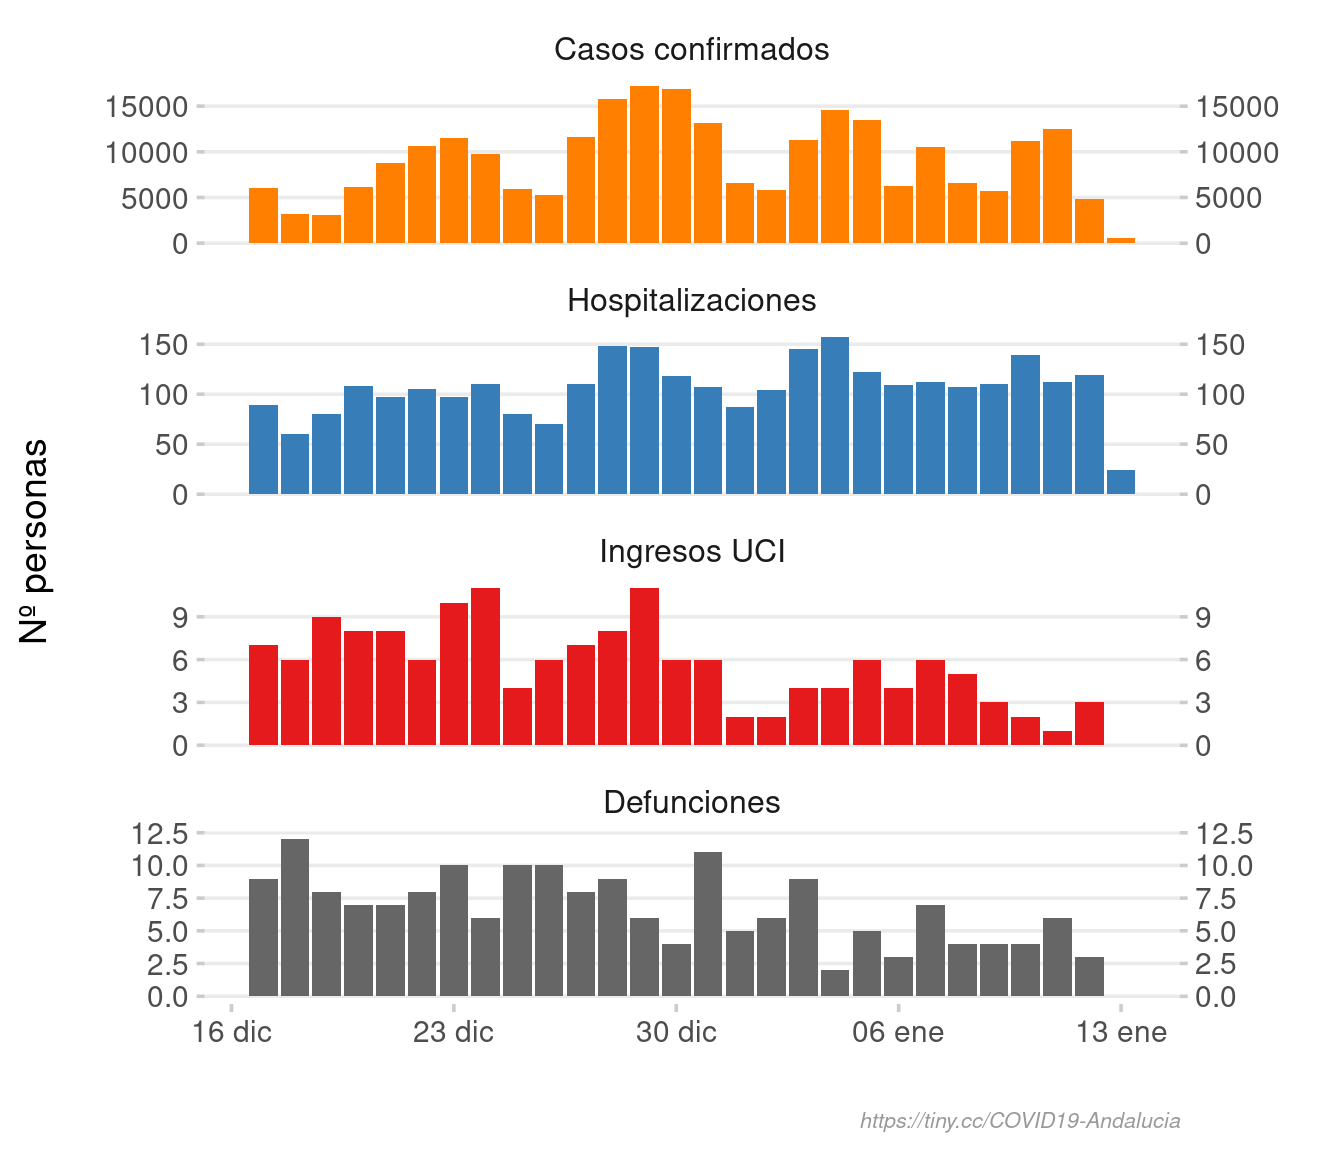 Casos confirmados
15000 15000
10000 10000
5000 5000
0 0
Hospitalizaciones
150 150
100 100
50 50
0 0
Nº personas
Ingresos UCI
9 9
6 6
3 3
0 0
Defunciones
12.5 12.5
10.0 10.0
7.5 7.5
5.0 5.0
2.5 2.5
0.0 0.0
16 dic 23 dic 30 dic 06 ene 13 ene
https://tiny.cc/COVID19-Andalucia